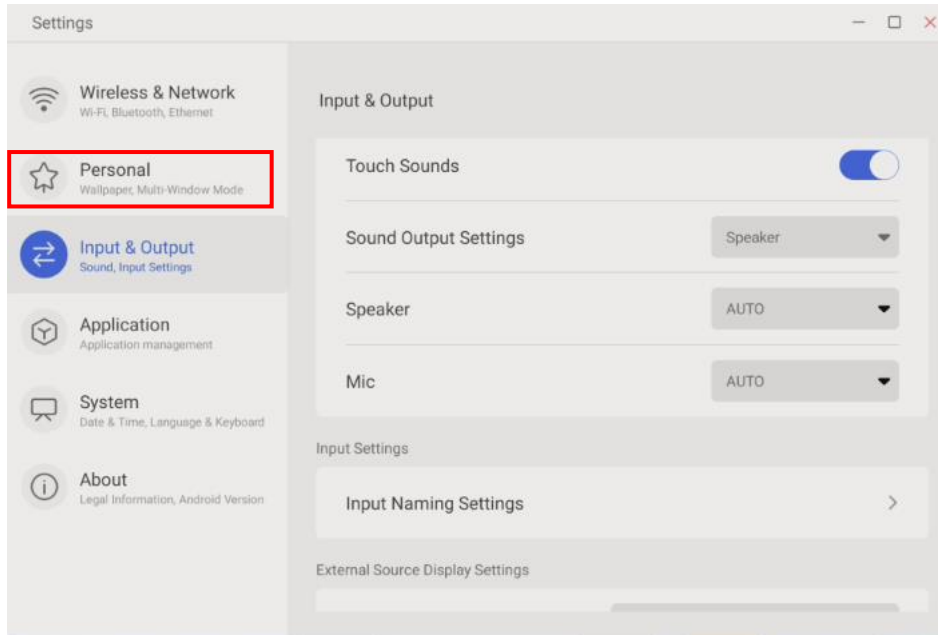 Settings
Wireless & Network
Wi-Fi, Bluetooth, Ethernet
Personal
Wallpaper, Multi-Window Mode
Input & Output
Sound, Input Settings
Application
Application management
System
Date & Time, Language & Keyboard
About
Legal Information, Android Version
Input & Output
Touch Sounds
Sound Output Settings
Speaker
Speaker
AUTO
Mic
AUTO
Input Settings
Input Naming Settings
External Source Display Settings